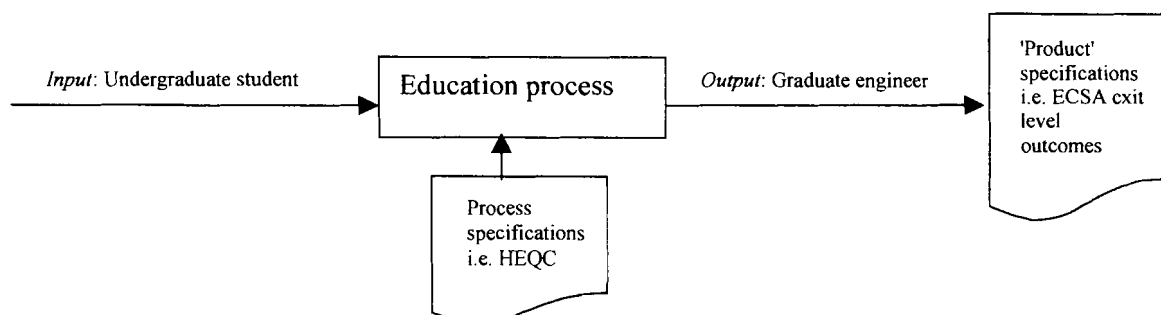 Input: Undergraduate student
Education process
Output: Graduate engineer
'Product'
specifications
i.e. ECSA cxit
level
outcomes
Process
specifications
i.e. HEQC